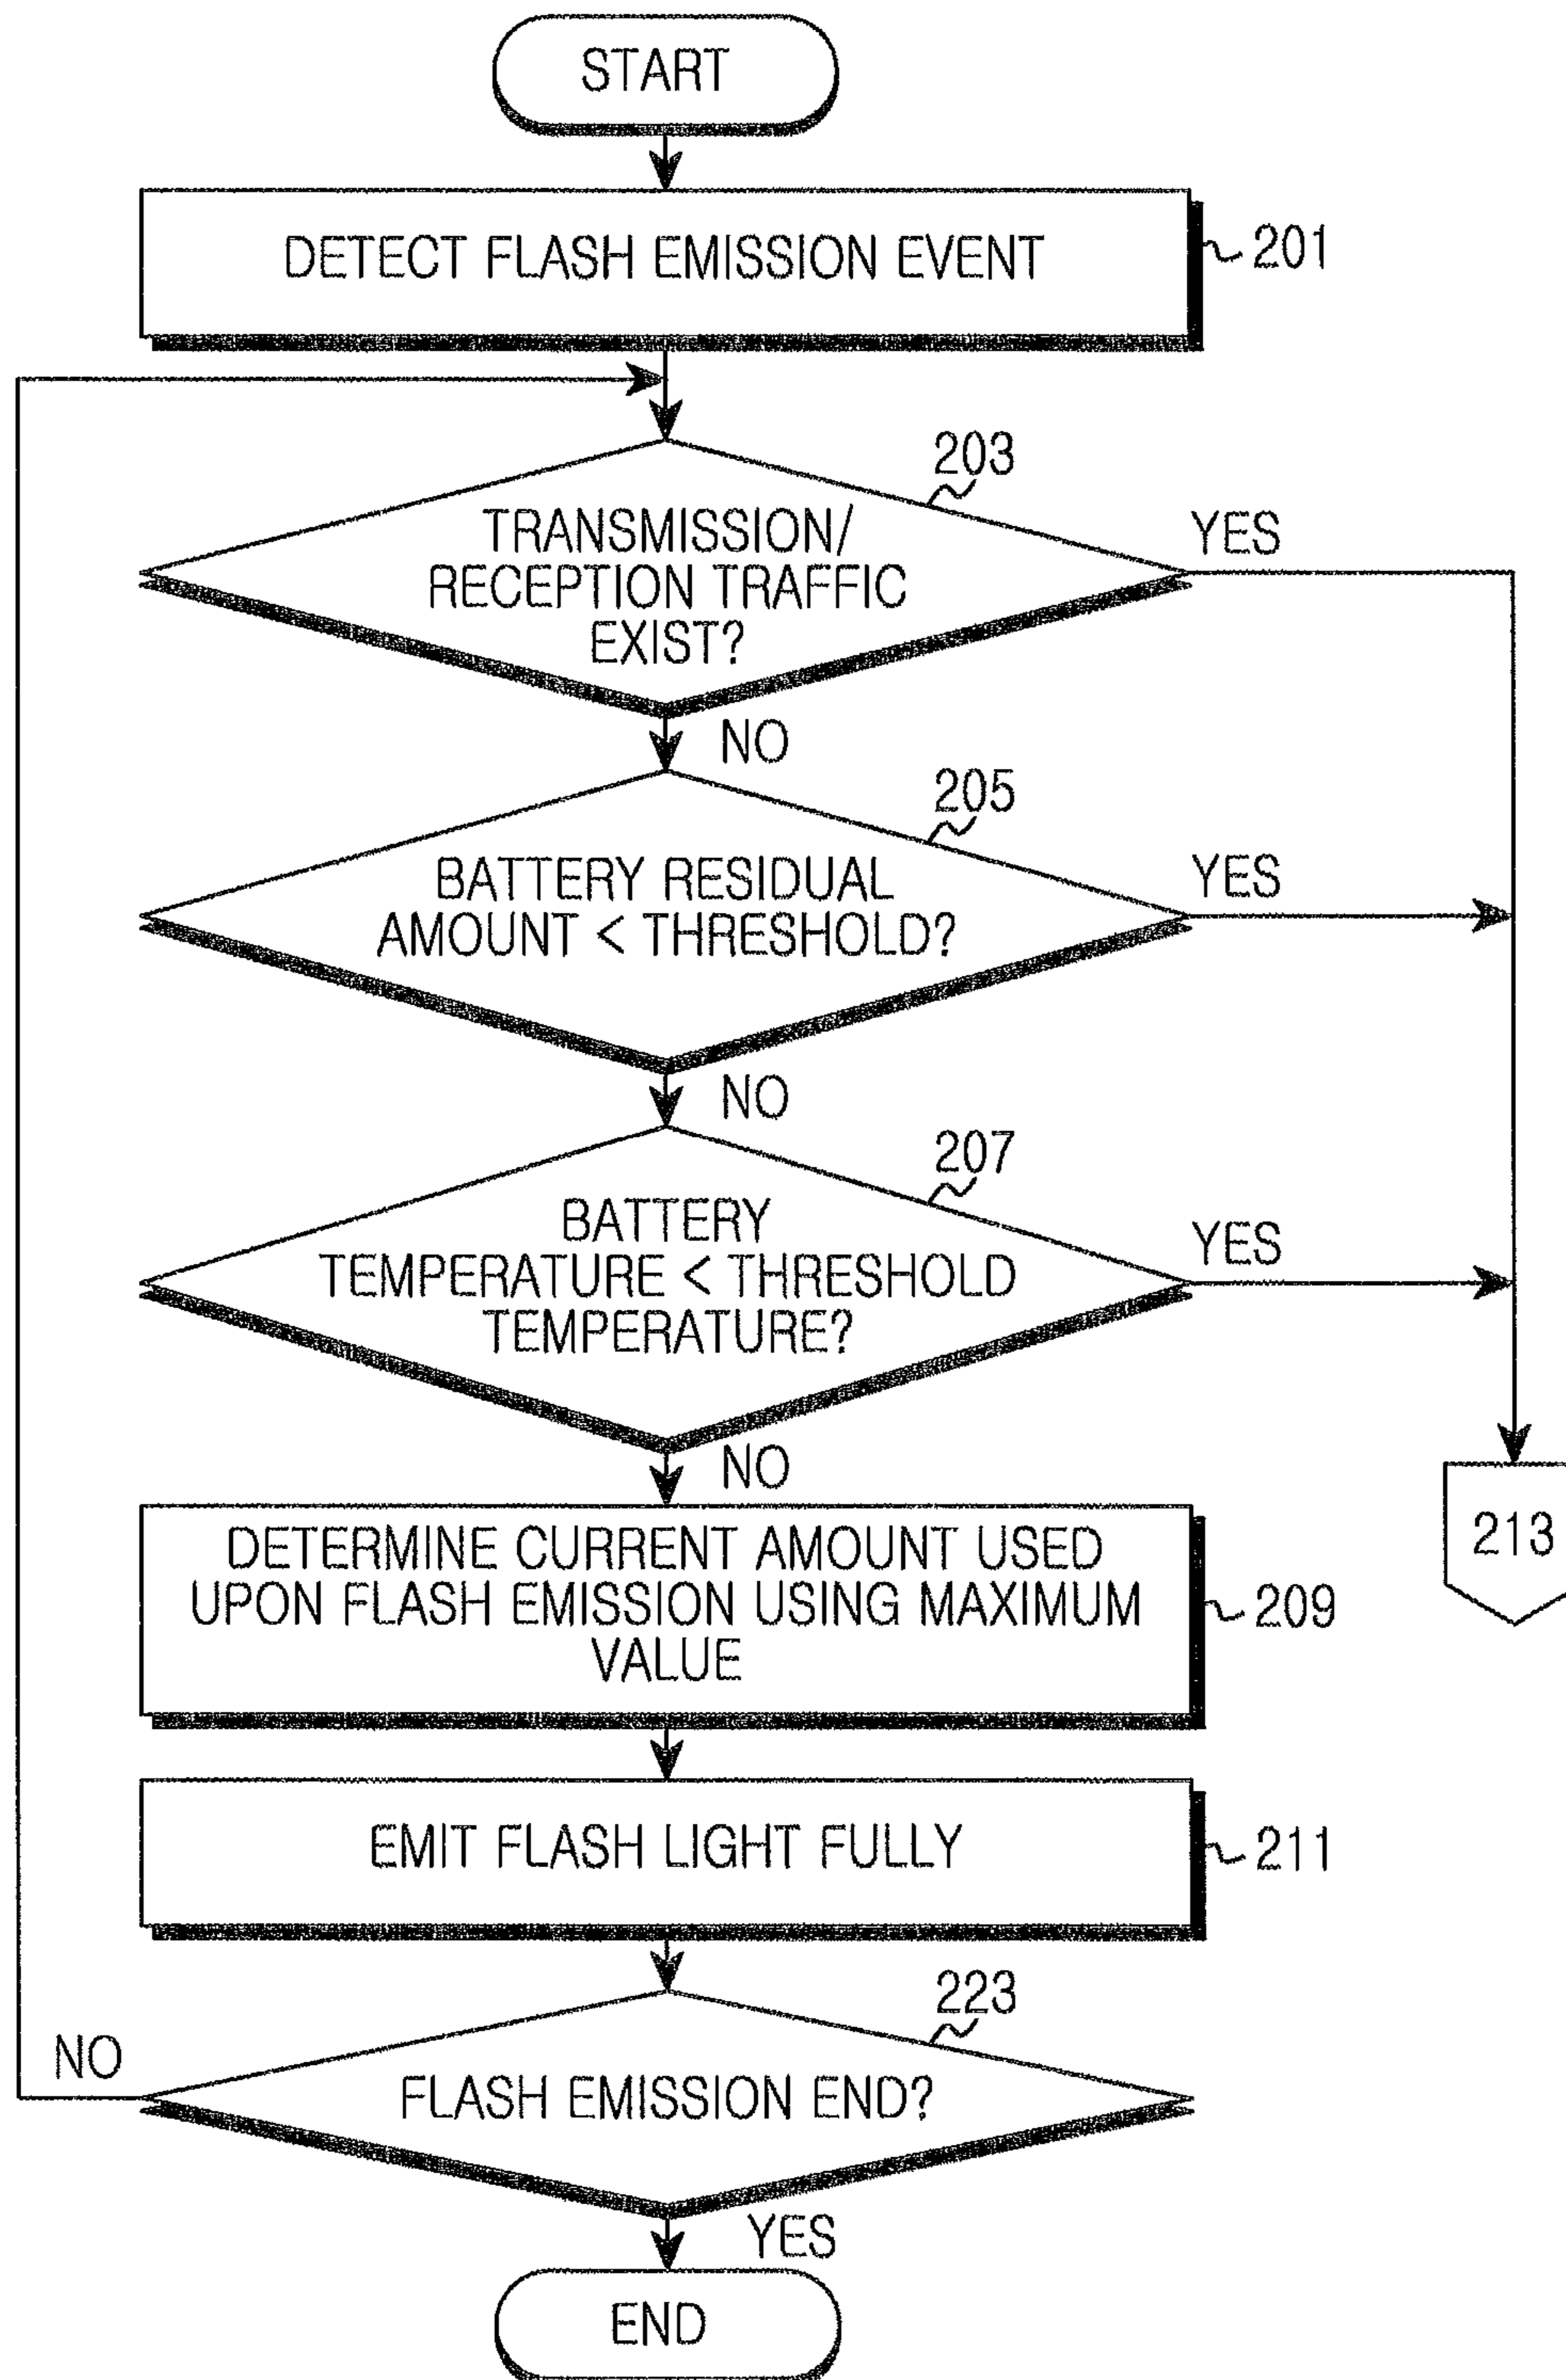 START
DETECT FLASH EMISSION EVENT
201
203
TRANSMISSION/
RECEPTION TRAFFIC
EXIST?
YES
NO
205
BATTERY RESIDUAL
AMOUNT < THRESHOLD?
YES
NO
207
BATTERY
TEMPERATURE < THRESHOLD
TEMPERATURE?
YES
NO
213
DETERMINE CURRENT AMOUNT USED
UPON FLASH EMISSION USING MAXIMUM
VALUE
209
EMIT FLASH LIGHT FULLY
211
223
NO
FLASH EMISSION END?
YES
END